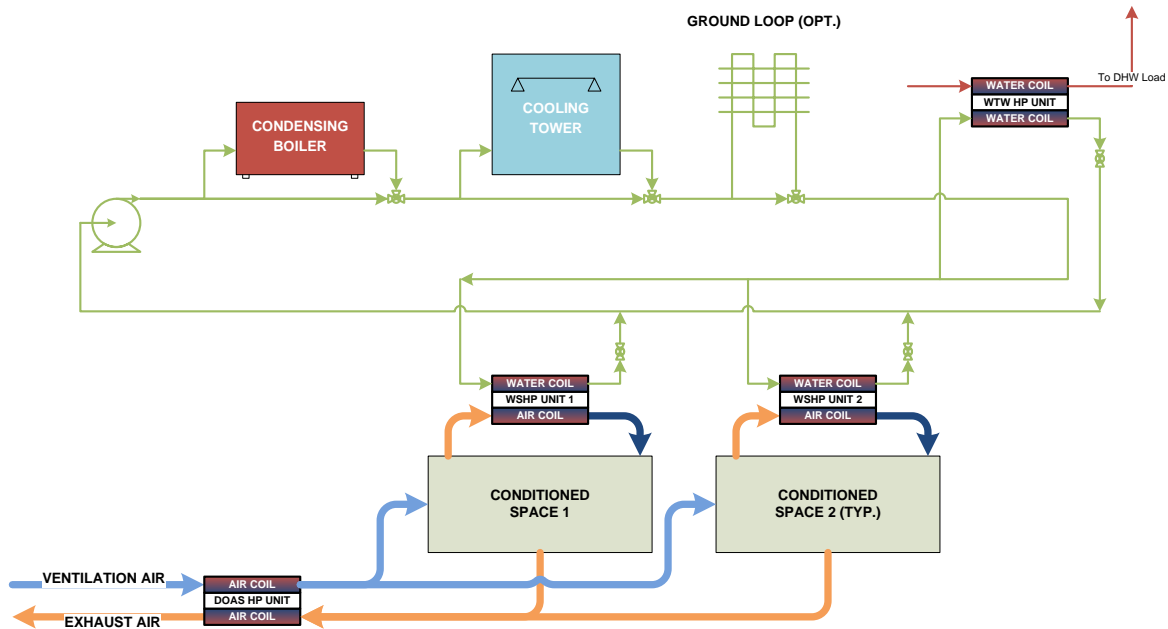 GROUND LOOP (OPT.)
CONDENSING
BOILER
COOLING
TOWER
WATER COIL
WTW HP UNIT
WATER COIL
To DHW Load
WATER COIL
WSHP UNIT 1
AIR COIL
WATER COIL
WSHP UNIT 2
AIR COIL
CONDITIONED
SPACE 1
CONDITIONED
SPACE 2 (TYP.)
VENTILATION AIR
EXHAUST AIR
AIR COIL
DOAS HP UNIT
AIR COIL